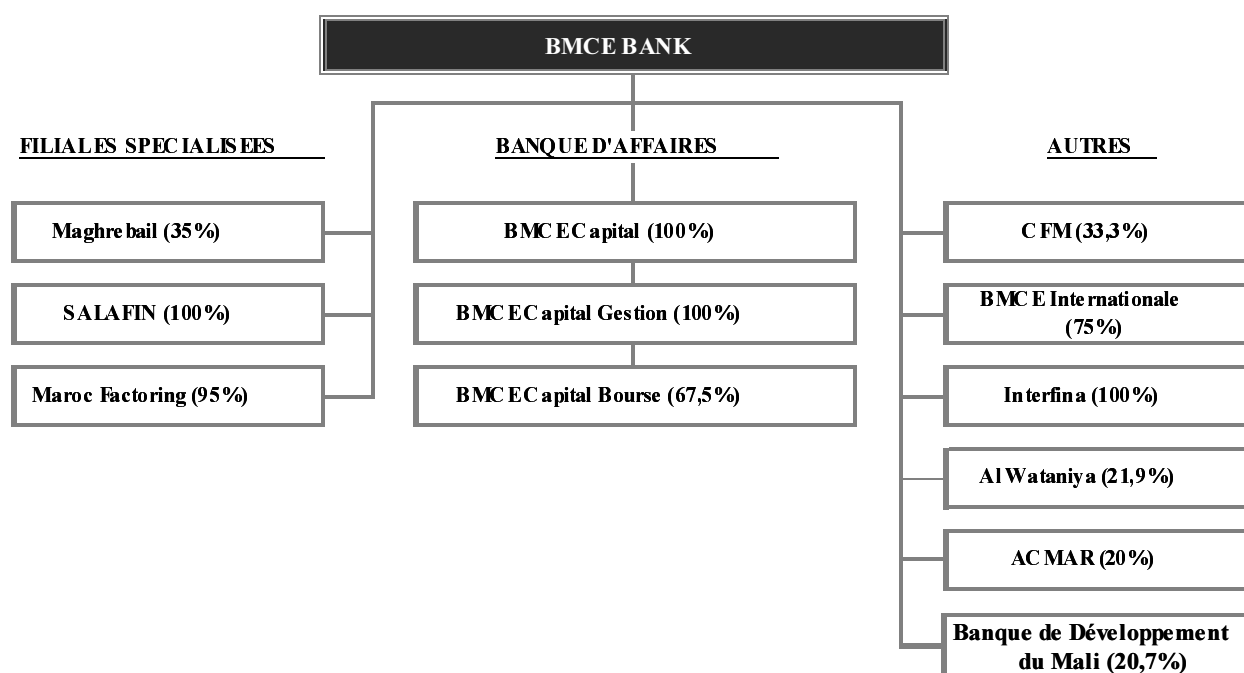 BMCE BANK
FILIALES SPECIALISEES
Maghrebail (35%)
SALAFIN (100%)
Maroc Factoring (95%)
BANQUE D'AFFAIRES
BMCE Capital (100%)
BMCE Capital Gestion (100%)
BMCE Capital Bourse (67,5%)
AUTRES
CFM (33,3%)
BMCE Internationale
(75%)
Interfina (100%)
Al Wataniya (21,9%)
ACMAR (20%)
Banque de Développement
du Mali (20,7%)